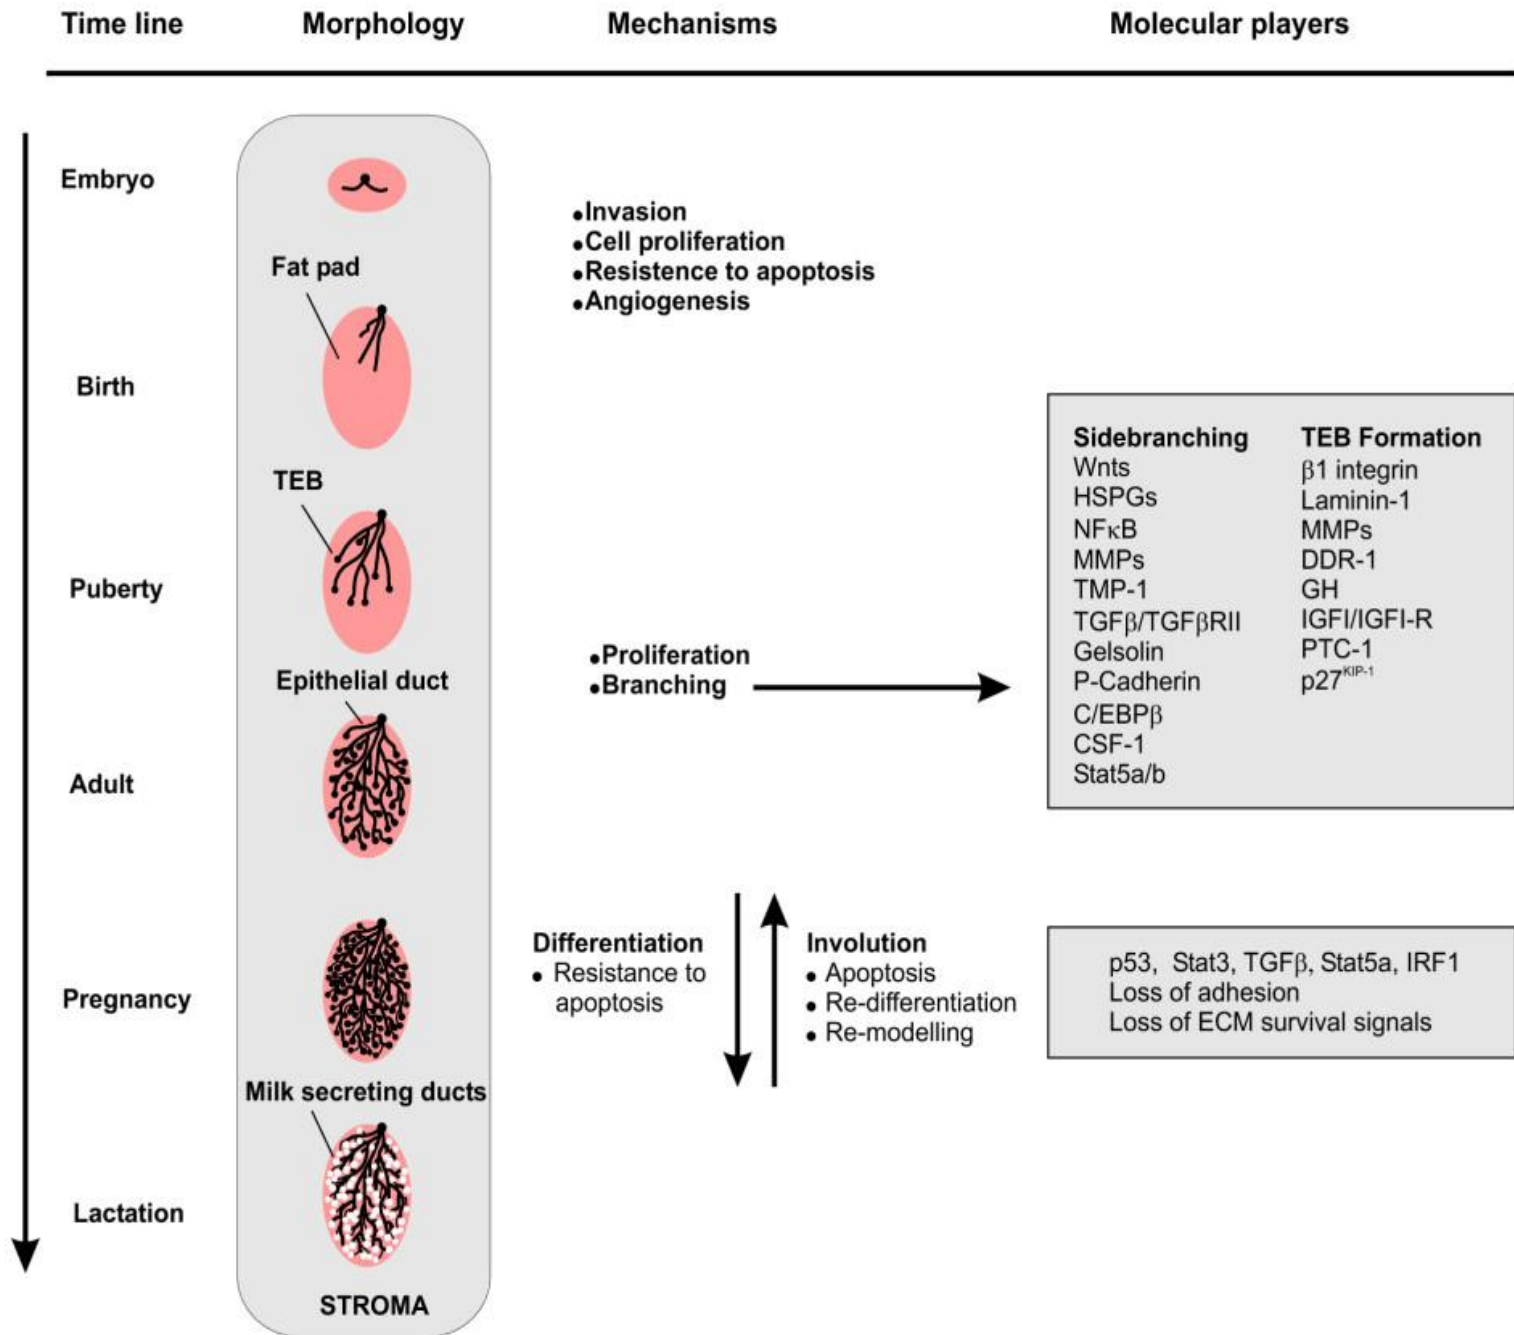 Time line Morphology Mechanisms Molecular players
Embryo
•Invasion
•Cell proliferation
•Resistence to apoptosis
•Angiogenesis
Fat pad
Birth
Sidebranching
Wnts
HSPGs
NFκB
MMPs
TMP-1
TGFβ/TGFβRII
Gelsolin
P-Cadherin
C/EBPβ
CSF-1
Stat5a/b
TEB Formation
β1 integrin
Laminin-1
MMPs
DDR-1
GH
IGFI/IGFI-R
PTC-1
p27KIP-1
TEB
Puberty
•Proliferation
•Branching
Epithelial duct
Adult
Differentiation
• Resistance to
apoptosis
Involution
• Apoptosis
• Re-differentiation
• Re-modelling
p53, Stat3, TGFβ, Stat5a, IRF1
Loss of adhesion
Loss of ECM survival signals
Pregnancy
Milk secreting ducts
Lactation
STROMA